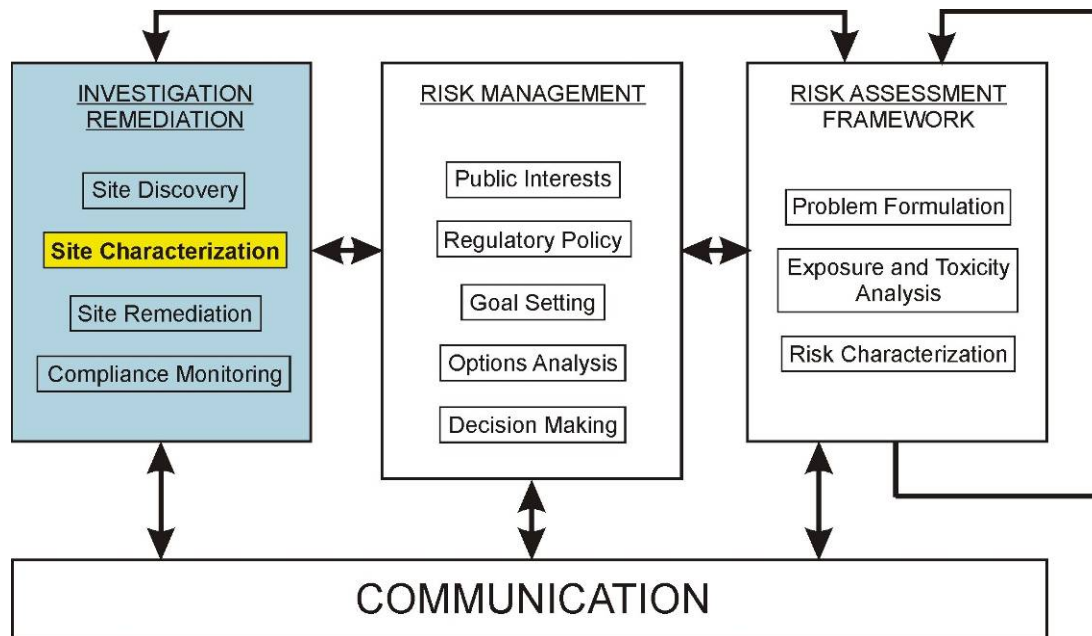 INVESTIGATION
REMEDIATION
Site Discovery
Site Characterization
Site Remediation
Compliance Monitoring
RISK MANAGEMENT
Public Interests
Regulatory Policy
Goal Setting
Options Analysis
Decision Making
RISK ASSESSMENT
FRAMEWORK
Problem Formulation
Exposure and Toxicity
Analysis
Risk Characterization
COMMUNICATION